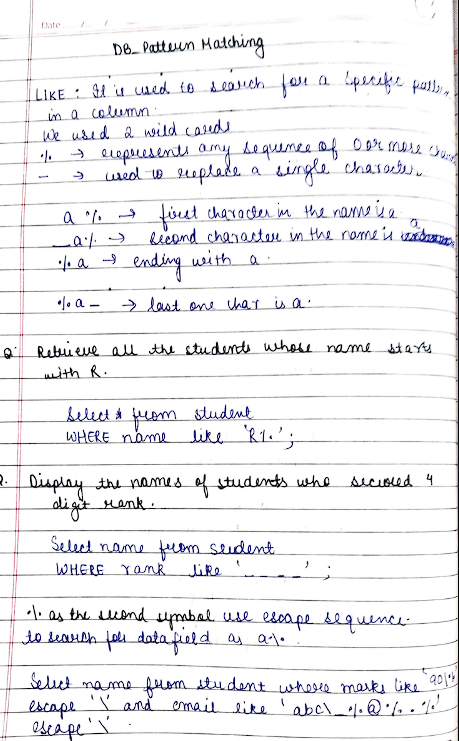 Date / /
DB_Pattern Matching
LIKE : It is used to search for a specific patter
in a column.
We used 2 wild cards
% → represents any sequence of 0 or more
_ → used to replace a single character.
a % → first character in the name is a
_a% → second character in the name is a
% a → ending with a.
%a_ → last one char is a.
Q Retrieve all the students whose name starts
with R.
Select * from student
WHERE name like 'R%';
Q. Display the names of students who secured 4
digit rank.
Select name from student
WHERE rank like '_ _ _ _';
% as the second symbol use escape sequence.
to search for data field as a%.
Select name from student where marks like '90\%'
escape '\' and email like 'abc\_%@%.%'
escape '\'